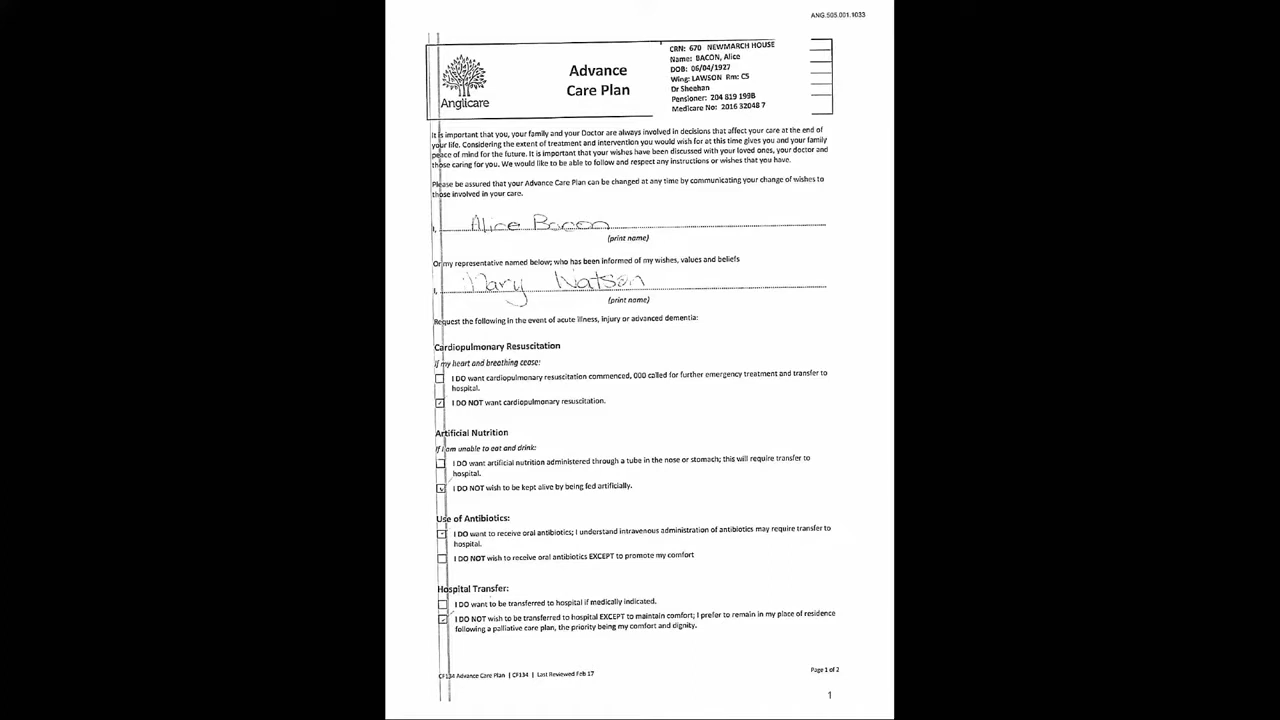 ANG.505.001.1033
Anglicare
Advance
Care Plan
CRN: 670 NEWMARCH HOUSE
Name: BACON, Alice
DOB: 06/04/1927
Wing: LAWSON Rm: C5
Dr Sheehan
Pensioner: 204 819 199B
Medicare No: 2016 32048 7
It is important that you, your family and your Doctor are always involved in decisions that affect your care at the end of
your life. Considering the extent of treatment and intervention you would wish for at this time gives you and your family
peace of mind for the future. It is important that your wishes have been discussed with your loved ones, your doctor and
those caring for you. We would like to be able to follow and respect any instructions or wishes that you have.
Please be assured that your Advance Care Plan can be changed at any time by communicating your change of wishes to
those involved in your care.
I, Alice Bacon
(print name)
Or my representative named below; who has been informed of my wishes, values and beliefs
I, Mary Watson
(print name)
Request the following in the event of acute illness, injury or advanced dementia:
Cardiopulmonary Resuscitation
If my heart and breathing cease:
I DO want cardiopulmonary resuscitation commenced, 000 called for further emergency treatment and transfer to
hospital.
I DO NOT want cardiopulmonary resuscitation.
Artificial Nutrition
If I am unable to eat and drink:
I DO want artificial nutrition administered through a tube in the nose or stomach; this will require transfer to
hospital.
I DO NOT wish to be kept alive by being fed artificially.
Use of Antibiotics:
I DO want to receive oral antibiotics; I understand intravenous administration of antibiotics may require transfer to
hospital.
I DO NOT wish to receive oral antibiotics EXCEPT to promote my comfort
Hospital Transfer:
I DO want to be transferred to hospital if medically indicated.
I DO NOT wish to be transferred to hospital EXCEPT to maintain comfort; I prefer to remain in my place of residence
following a palliative care plan, the priority being my comfort and dignity.
CF134 Advance Care Plan | CF134 | Last Reviewed Feb 17
Page 1 of 2
1